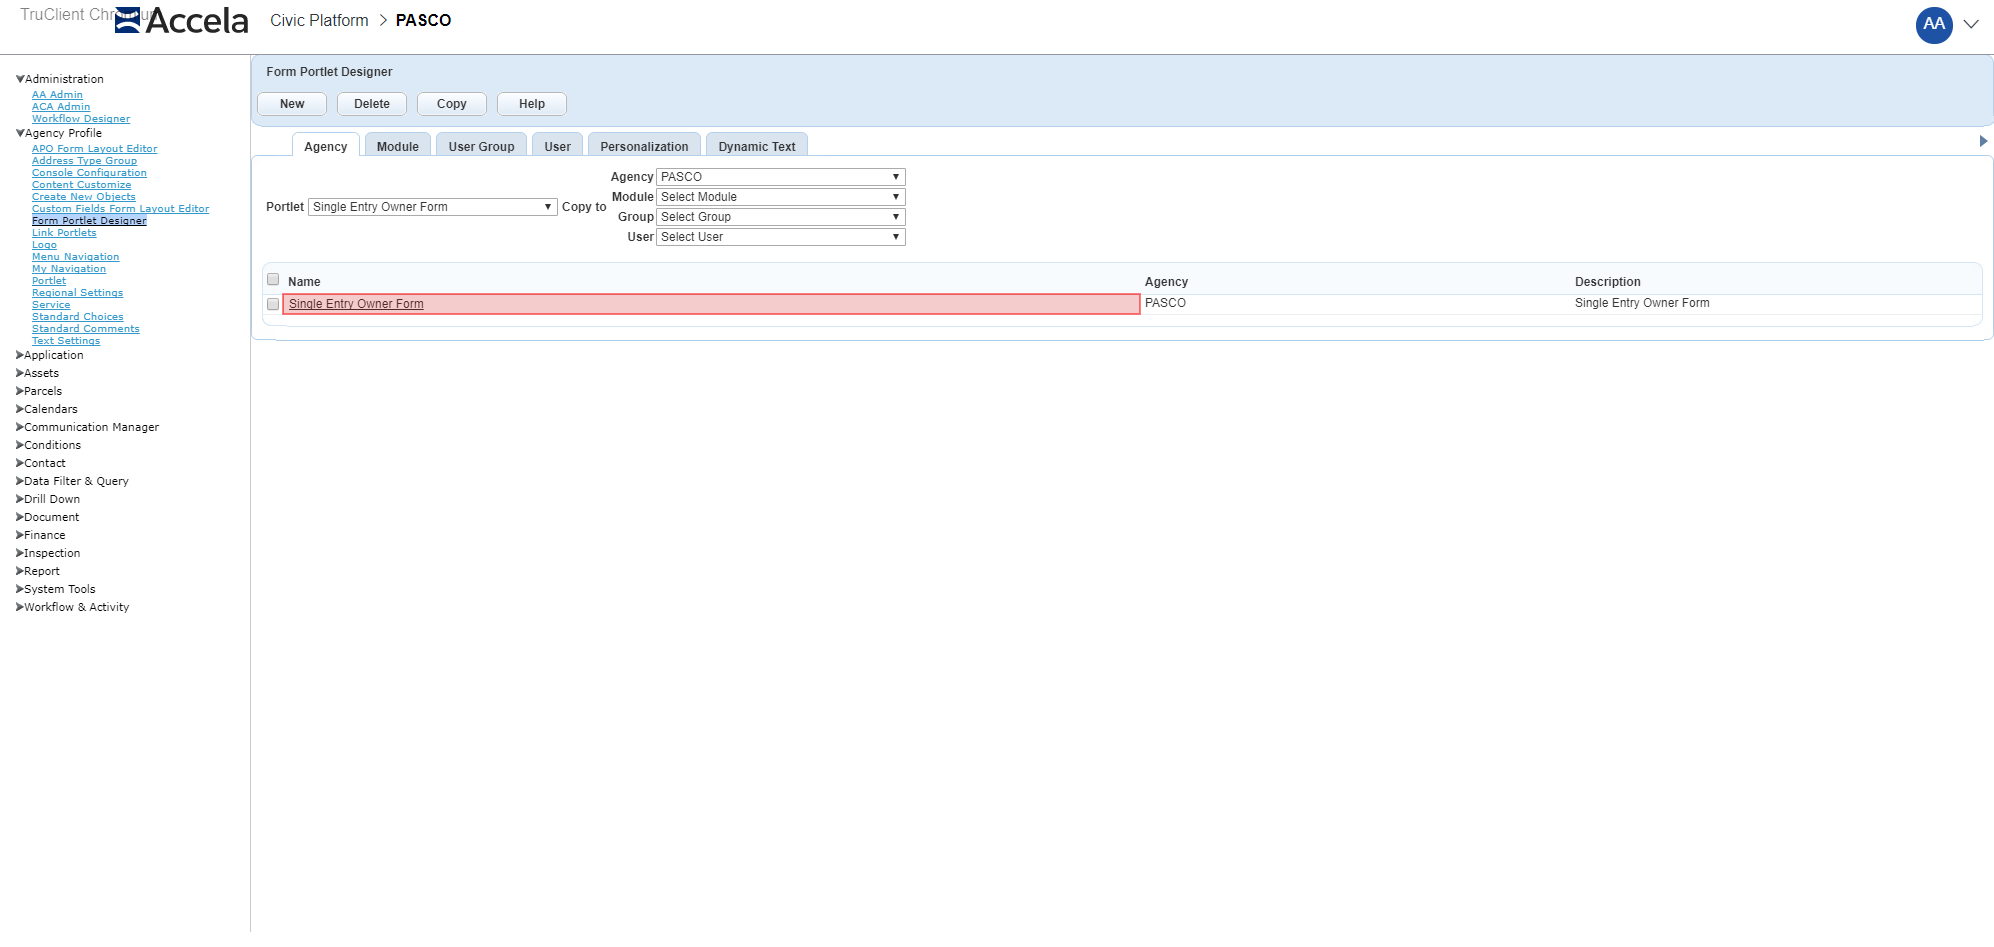 TruClient Chromium
Accela
Civic Platform > PASCO
AA
Administration
AA Admin
ACA Admin
Workflow Designer
Agency Profile
APO Form Layout Editor
Address Type Group
Console Configuration
Content Customize
Create New Objects
Custom Fields Form Layout Editor
Form Portlet Designer
Link Portlets
Logo
Menu Navigation
My Navigation
Portlet
Regional Settings
Service
Standard Choices
Standard Comments
Text Settings
Application
Assets
Parcels
Calendars
Communication Manager
Conditions
Contact
Data Filter & Query
Drill Down
Document
Finance
Inspection
Report
System Tools
Workflow & Activity
Form Portlet Designer
New Delete Copy Help
Agency Module User Group User Personalization Dynamic Text
Agency PASCO
Module Select Module
Portlet Single Entry Owner Form Copy to
Group Select Group
User Select User
Name Agency Description
Single Entry Owner Form PASCO Single Entry Owner Form